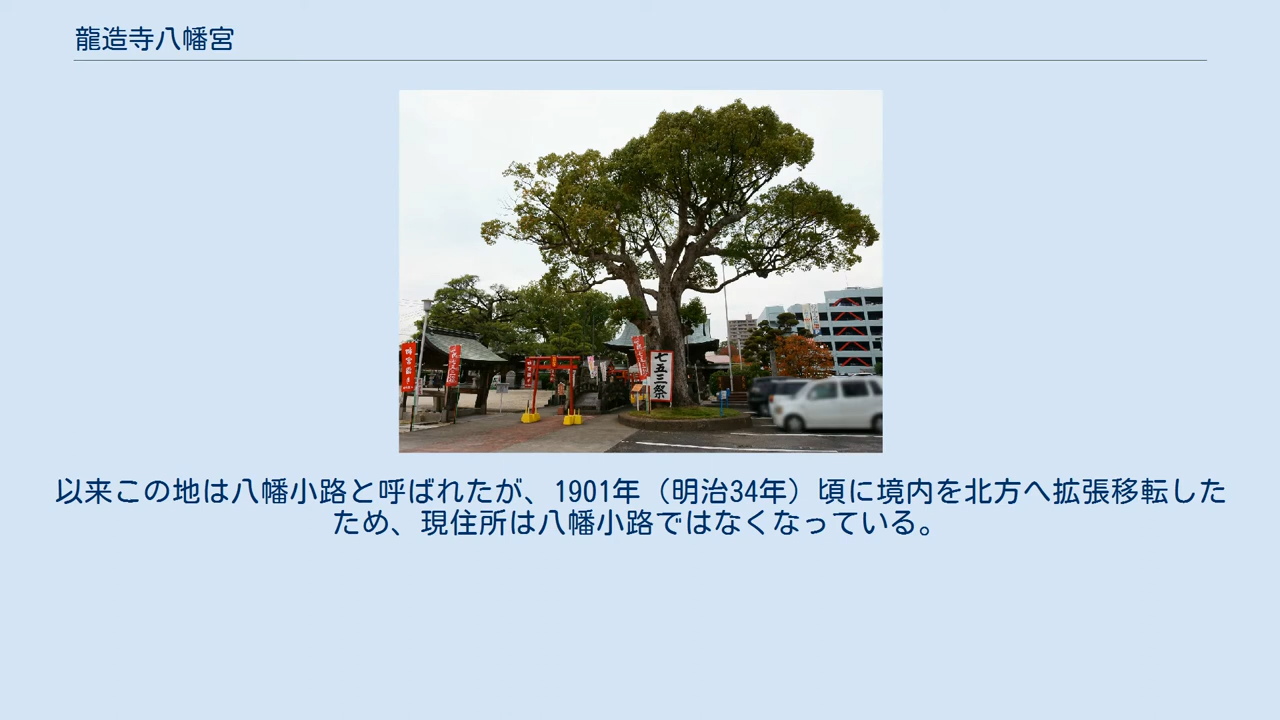 龍造寺八幡宮
七五三祭
以来この地は八幡小路と呼ばれたが、1901年（明治34年）頃に境内を北方へ拡張移転した
ため、現住所は八幡小路ではなくなっている。